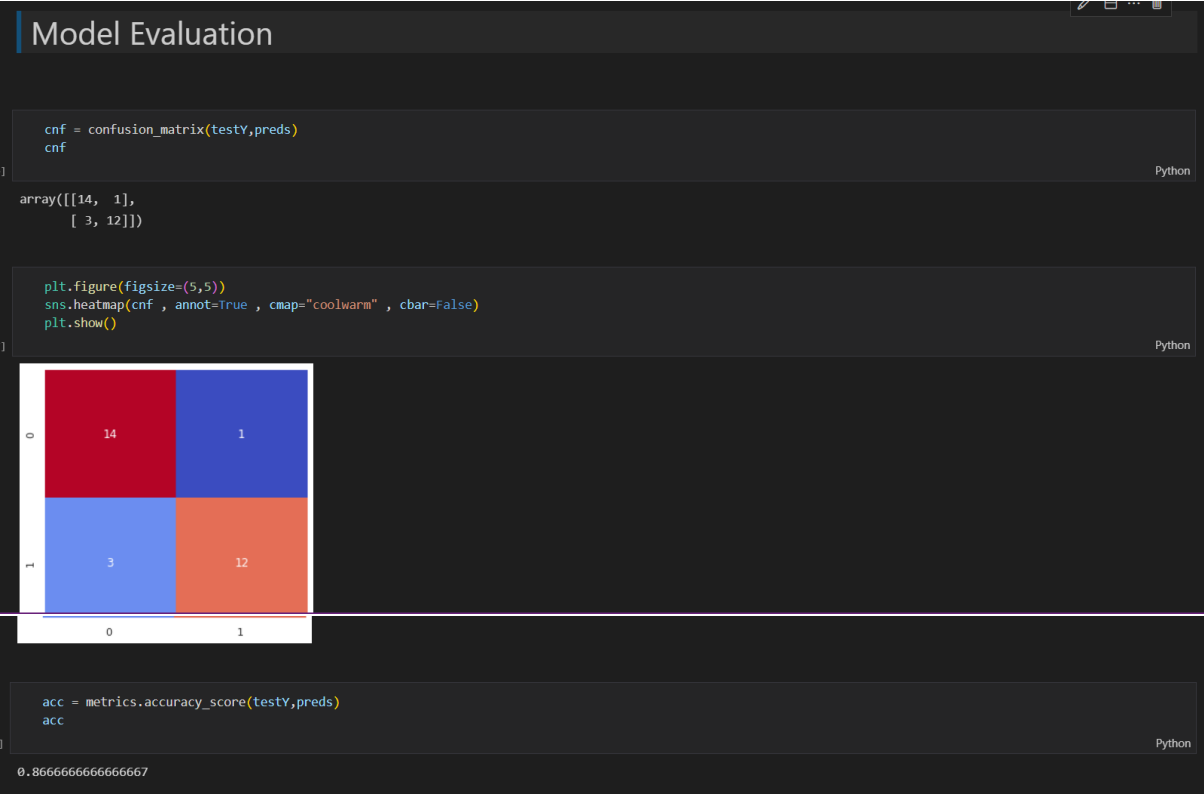 Model Evaluation
cnf = confusion_matrix(testY,preds)
cnf
]
Python
array([[14,  1],
       [ 3, 12]])
plt.figure(figsize=(5,5))
sns.heatmap(cnf , annot=True , cmap="coolwarm" , cbar=False)
plt.show()
]
Python
0
14
1
1
3
12
0
1
acc = metrics.accuracy_score(testY,preds)
acc
]
Python
0.8666666666666667